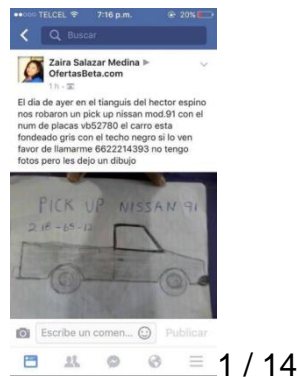 TELCEL 7:16 p.m. 20%
Buscar
Zaira Salazar Medina ▶
OfertasBeta.com
1 h ·
El dia de ayer en el tianguis del hector espino
nos robaron un pick up nissan mod.91 con el
num de placas vb52780 el carro esta
fondeado gris con el techo negro si lo ven
favor de llamarme 6622214393 no tengo
fotos pero les dejo un dibujo
PICK UP NISSAN 91
Escribe un comen... Publicar
1 / 14